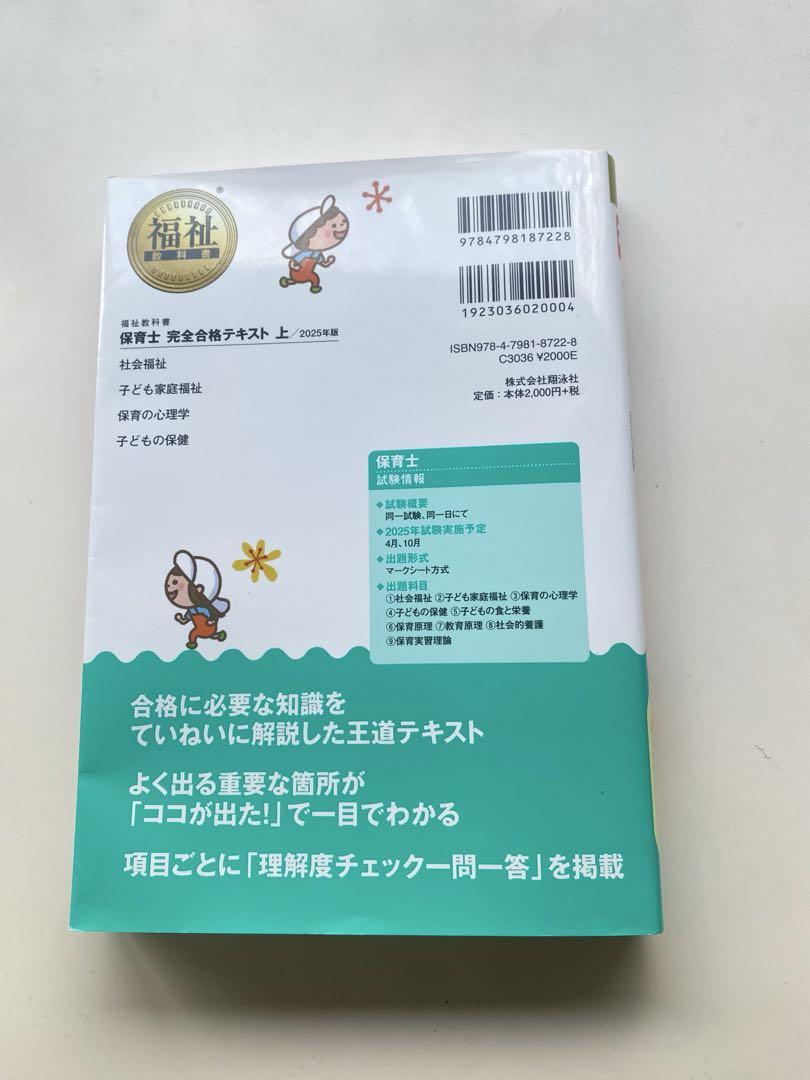 福祉
教科書
®
9784798187228
1923036020004
福祉教科書
保育士 完全合格テキスト 上／2025年版
社会福祉
子ども家庭福祉
保育の心理学
子どもの保健
ISBN978-4-7981-8722-8
C3036 ¥2000E
株式会社翔泳社
定価：本体2,000円+税
保育士
試験情報
◆試験概要
同一試験、同一日にて
◆2025年試験実施予定
4月、10月
◆出題形式
マークシート方式
◆出題科目
①社会福祉 ②子ども家庭福祉 ③保育の心理学
④子どもの保健 ⑤子どもの食と栄養
⑥保育原理 ⑦教育原理 ⑧社会的養護
⑨保育実習理論
合格に必要な知識を
ていねいに解説した王道テキスト
よく出る重要な箇所が
「ココが出た!」で一目でわかる
項目ごとに「理解度チェック一問一答」を掲載